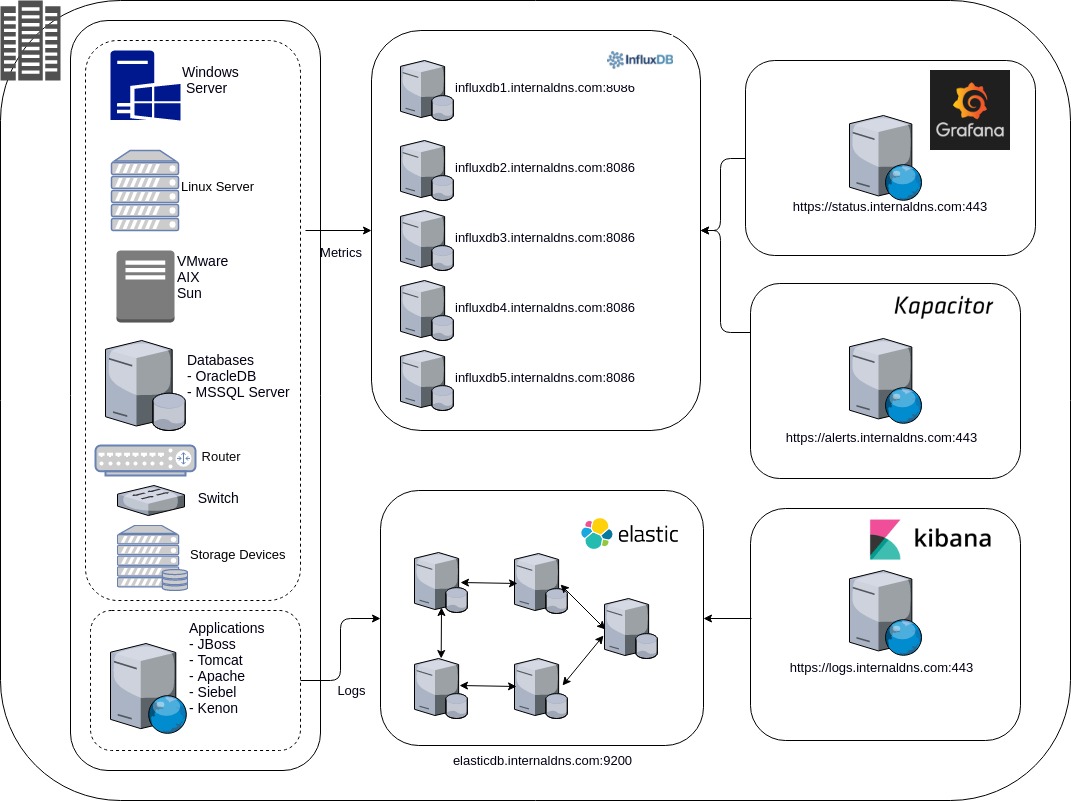 Windows
Server
Linux Server
VMware
AIX
Sun
Databases
- OracleDB
- MSSQL Server
Router
Switch
Storage Devices
Applications
- JBoss
- Tomcat
- Apache
- Siebel
- Kenon
Metrics
Logs
InfluxDB
influxdb1.internaldns.com:8086
influxdb2.internaldns.com:8086
influxdb3.internaldns.com:8086
influxdb4.internaldns.com:8086
influxdb5.internaldns.com:8086
elastic
elasticdb.internaldns.com:9200
Grafana
https://status.internaldns.com:443
Kapacitor
https://alerts.internaldns.com:443
kibana
https://logs.internaldns.com:443